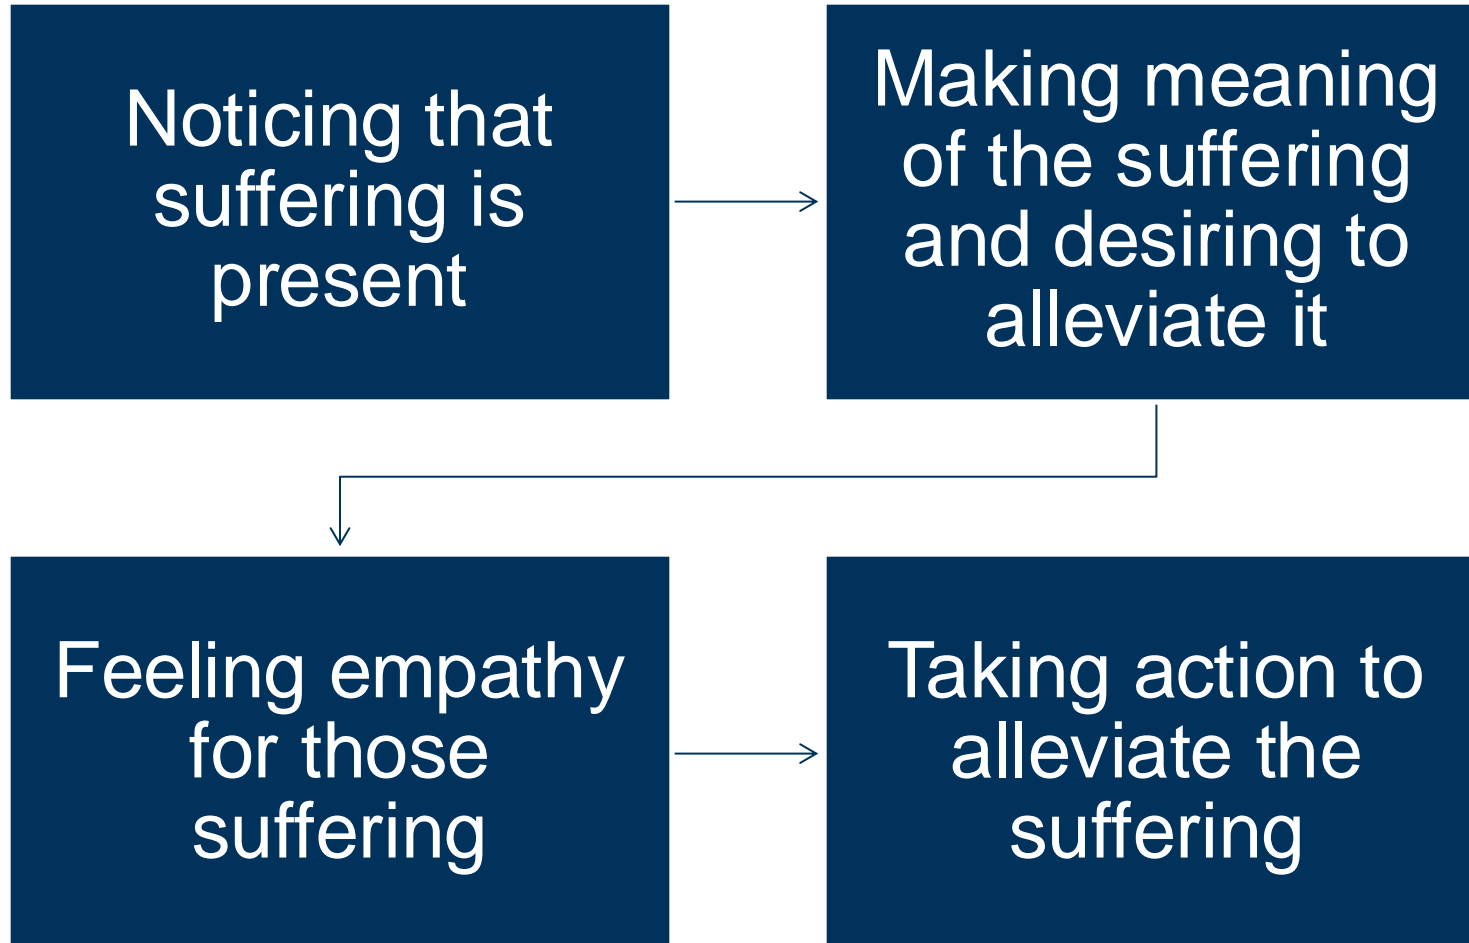 Noticing that
suffering is
present
Making meaning
of the suffering
and desiring to
alleviate it
Feeling empathy
for those
suffering
Taking action to
alleviate the
suffering